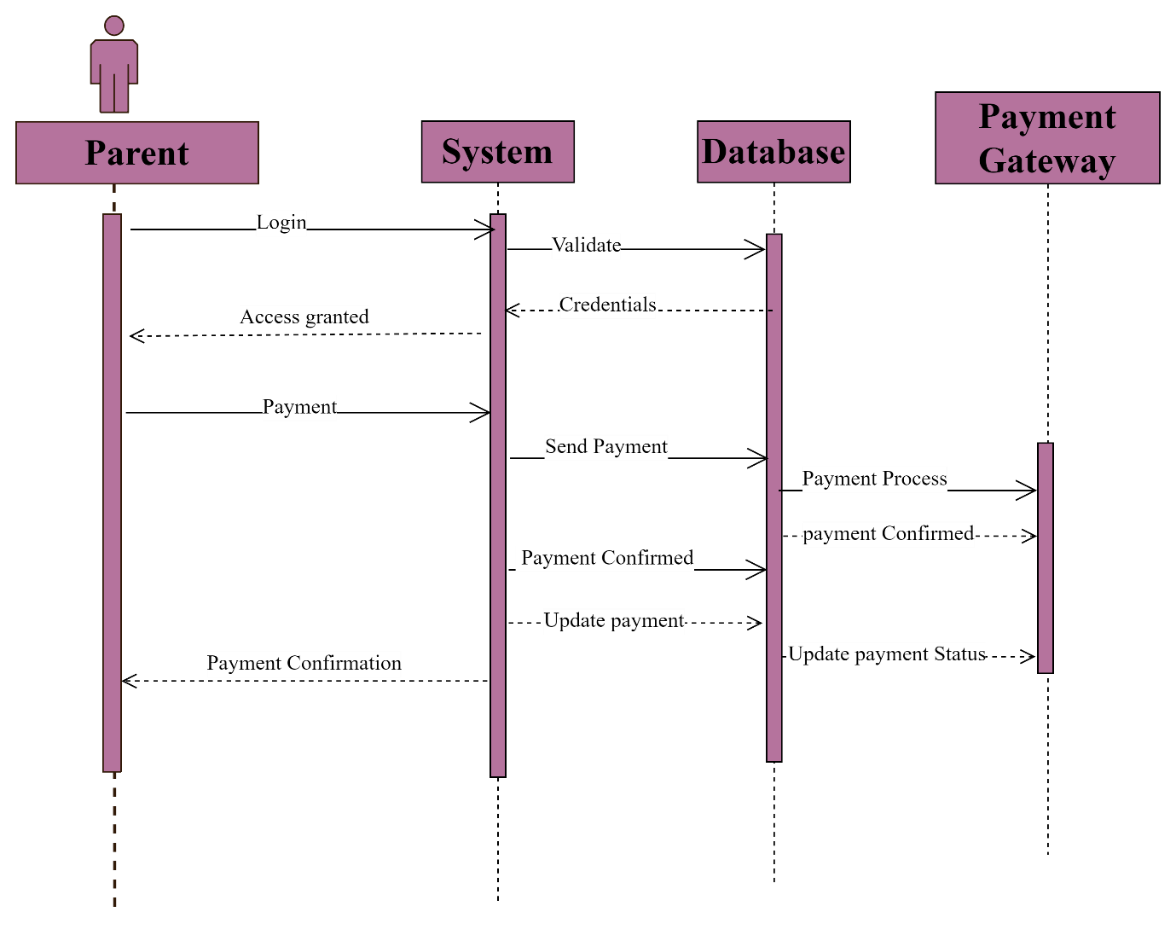 Parent
System
Database
Payment
Gateway
Login
Validate
Credentials
Access granted
Payment
Send Payment
Payment Process
payment Confirmed
Payment Confirmed
Update payment
Update payment Status
Payment Confirmation